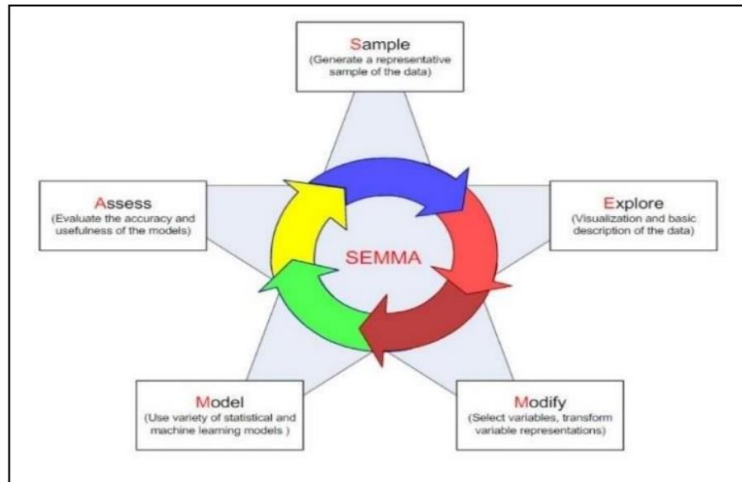 Sample
(Generate a representative
sample of the data)
Assess
(Evaluate the accuracy and
usefulness of the models)
Explore
(Visualization and basic
description of the data)
SEMMA
Model
(Use variety of statistical and
machine learning models )
Modify
(Select variables, transform
variable representations)